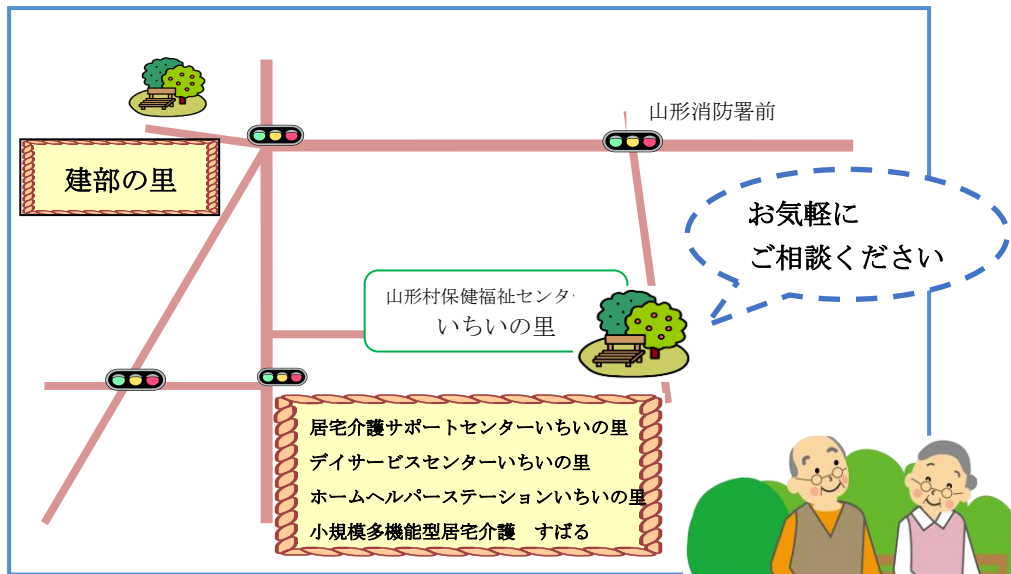 山形消防署前
建部の里
お気軽に
ご相談ください
山形村保健福祉センタ
いちいの里
居宅介護サポートセンターいちいの里
デイサービスセンターいちいの里
ホームヘルパーステーションいちいの里
小規模多機能型居宅介護　すばる